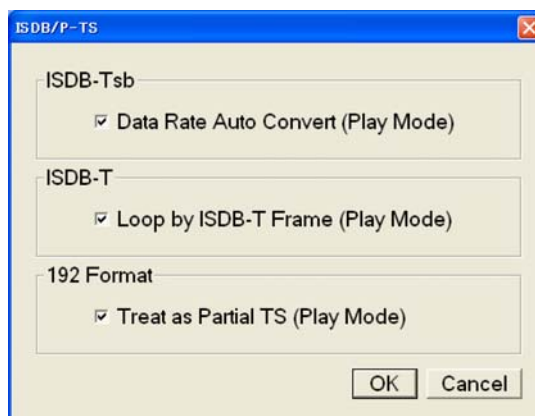 ISDB/P-TS
ISDB-Tsb
Data Rate Auto Convert (Play Mode)
ISDB-T
Loop by ISDB-T Frame (Play Mode)
192 Format
Treat as Partial TS (Play Mode)
OK Cancel